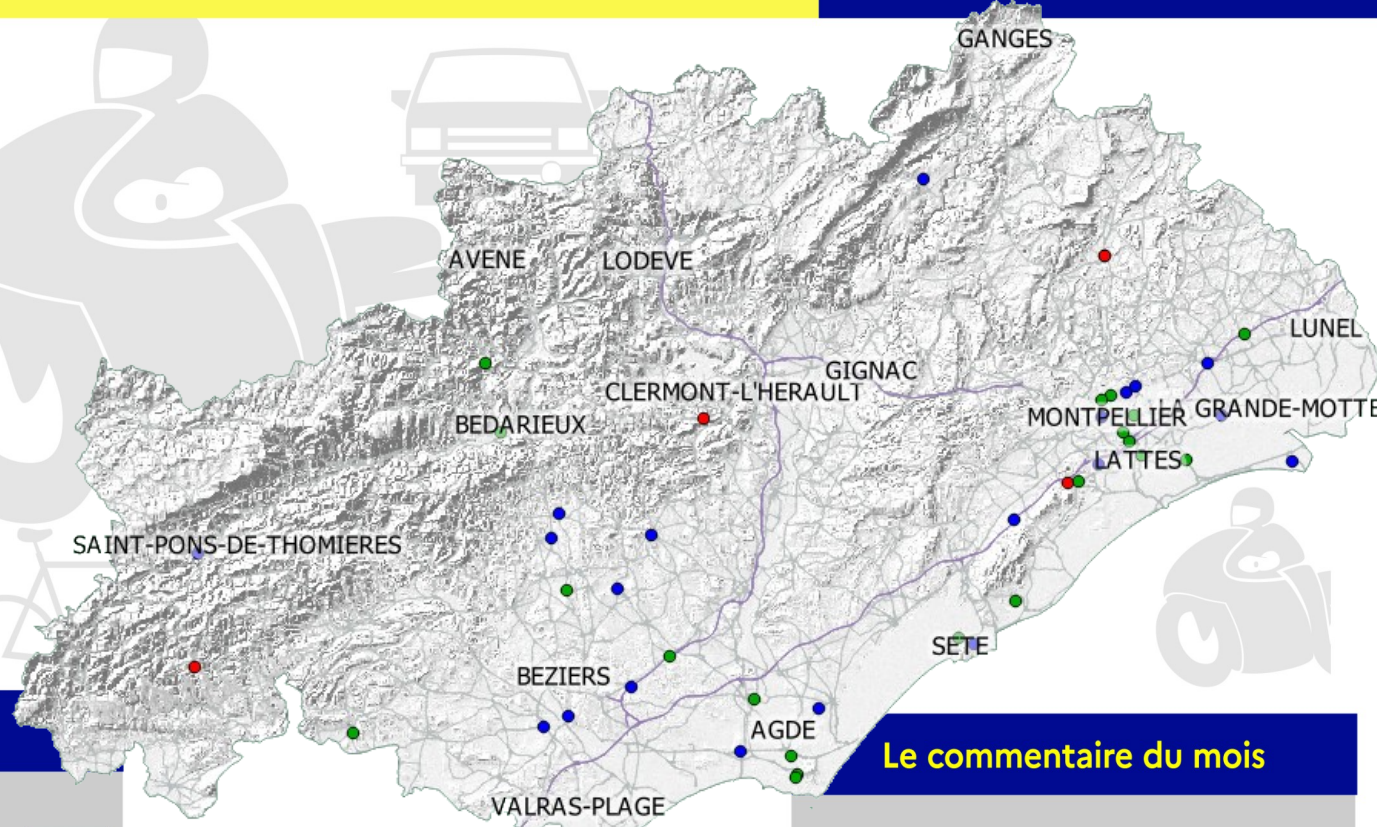 GANGES
AVENE
LODEVE
LUNEL
GIGNAC
CLERMONT-L'HERAULT
LA GRANDE-MOTTE
MONTPELLIER
BEDARIEUX
LATTES
SAINT-PONS-DE-THOMIERES
SETE
BEZIERS
AGDE
Le commentaire du mois
VALRAS-PLAGE